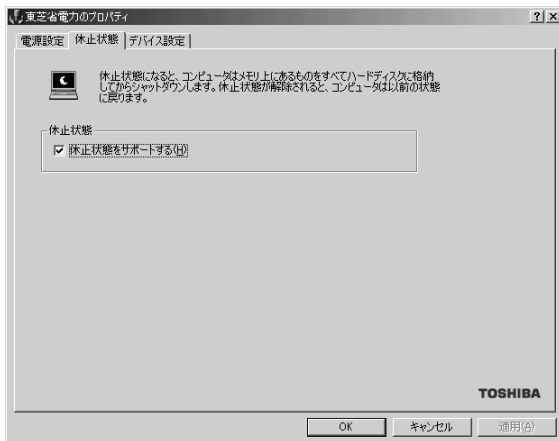 東芝省電力のプロパティ
電源設定 休止状態 デバイス設定
休止状態になると、コンピュータはメモリ上にあるものをすべてハードディスクに格納
してからシャットダウンします。休止状態が解除されると、コンピュータは以前の状態
に戻ります。
休止状態
休止状態をサポートする(H)
TOSHIBA
OK キャンセル 適用(A)